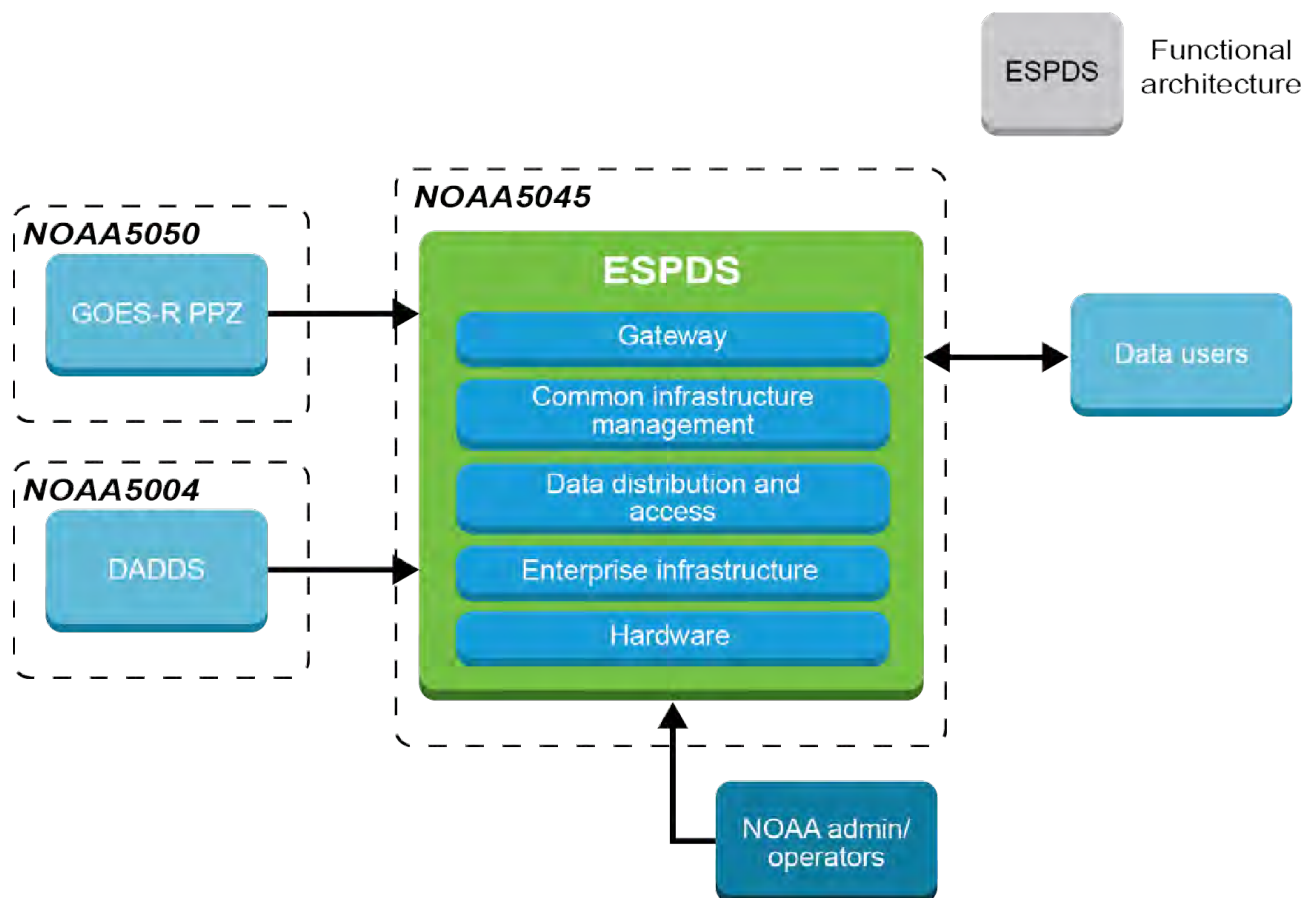 ESPDS
Functional
architecture
NOAA5045
NOAA5050
GOES-R PPZ
NOAA5004
DADDS
ESPDS
Gateway
Common infrastructure
management
Data distribution and
access
Enterprise infrastructure
Hardware
Data users
NOAA admin/
operators